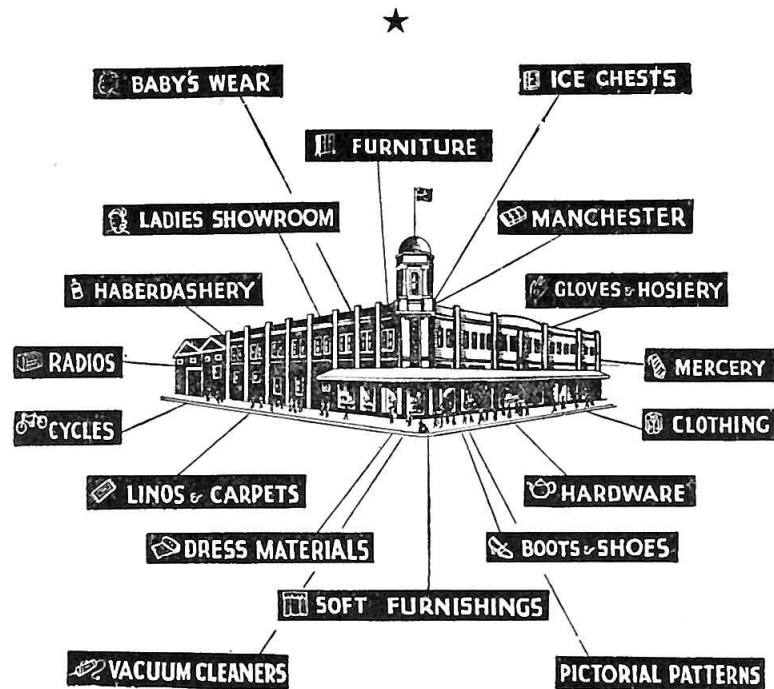 BABY'S WEAR
ICE CHESTS
FURNITURE
LADIES SHOWROOM
MANCHESTER
HABERDASHERY
GLOVES & HOSIERY
RADIOS
MERCERY
CYCLES
CLOTHING
LINOS & CARPETS
HARDWARE
DRESS MATERIALS
BOOTS & SHOES
SOFT FURNISHINGS
VACUUM CLEANERS
PICTORIAL PATTERNS